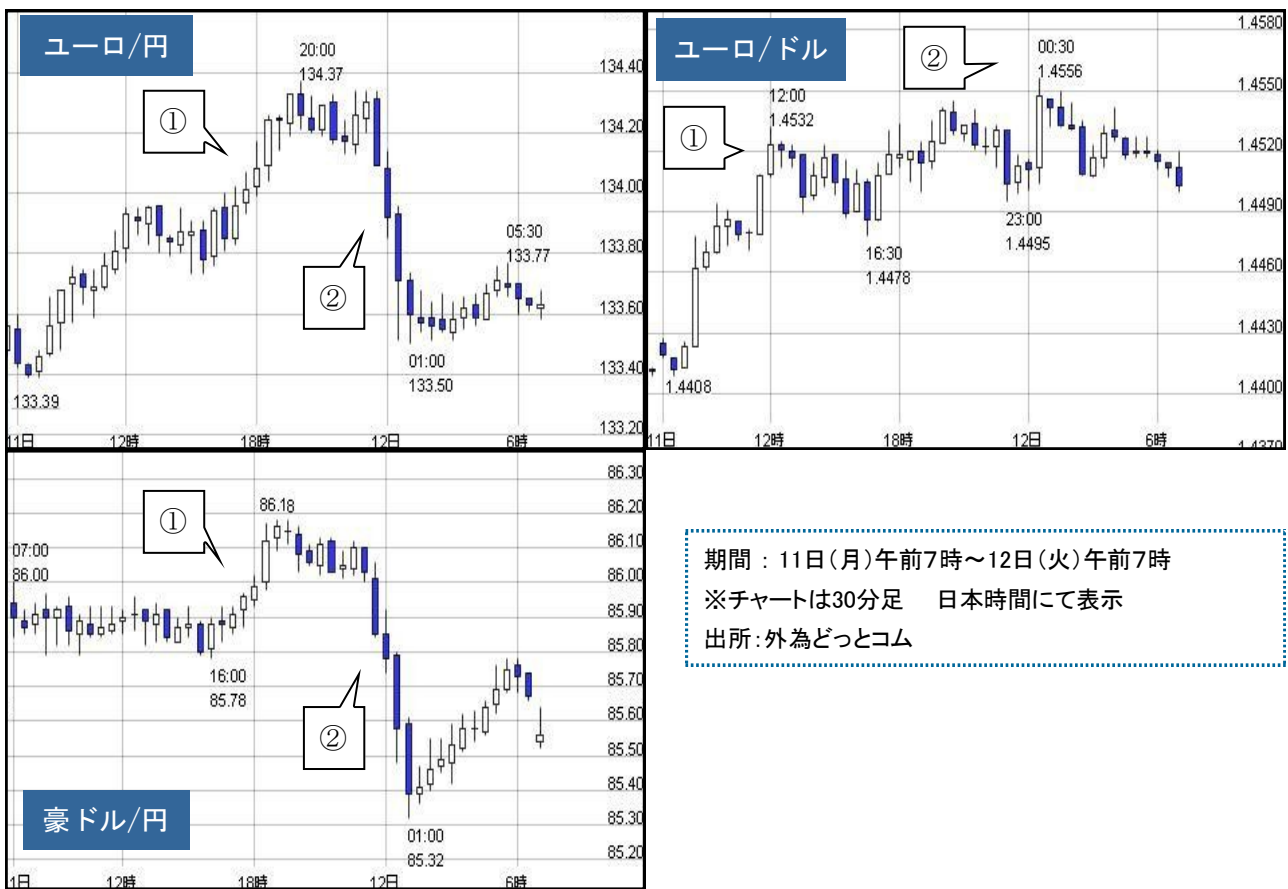 ユーロ/円
20:00
134.37
①
②
05:30
133.77
01:00
133.50
133.39
134.40
134.20
134.00
133.80
133.60
133.40
133.20
11日
12時
18時
12日
6時
ユーロ/ドル
②
00:30
1.4556
①
12:00
1.4532
16:30
1.4478
23:00
1.4495
1.4408
1.4580
1.4550
1.4520
1.4490
1.4460
1.4430
1.4400
1.4370
11日
12時
18時
12日
6時
①
86.18
07:00
86.00
16:00
85.78
②
01:00
85.32
豪ドル/円
86.30
86.20
86.10
86.00
85.90
85.80
85.70
85.60
85.50
85.40
85.30
85.20
1日
12時
18時
12日
6時
期間 : 11日(月)午前7時～12日(火)午前7時
※チャートは30分足 日本時間にて表示
出所:外為どっとコム